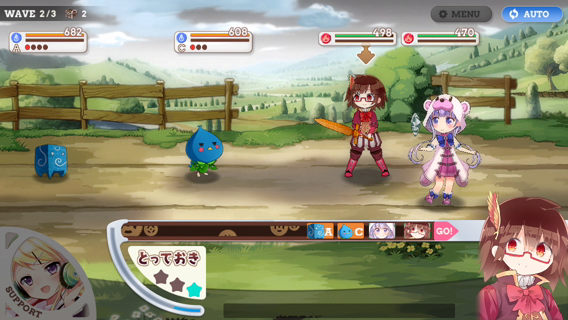 WAVE 2/3 2
MENU
AUTO
682
A
608
C
498
470
A C GO!
とっておき
SUPPORT